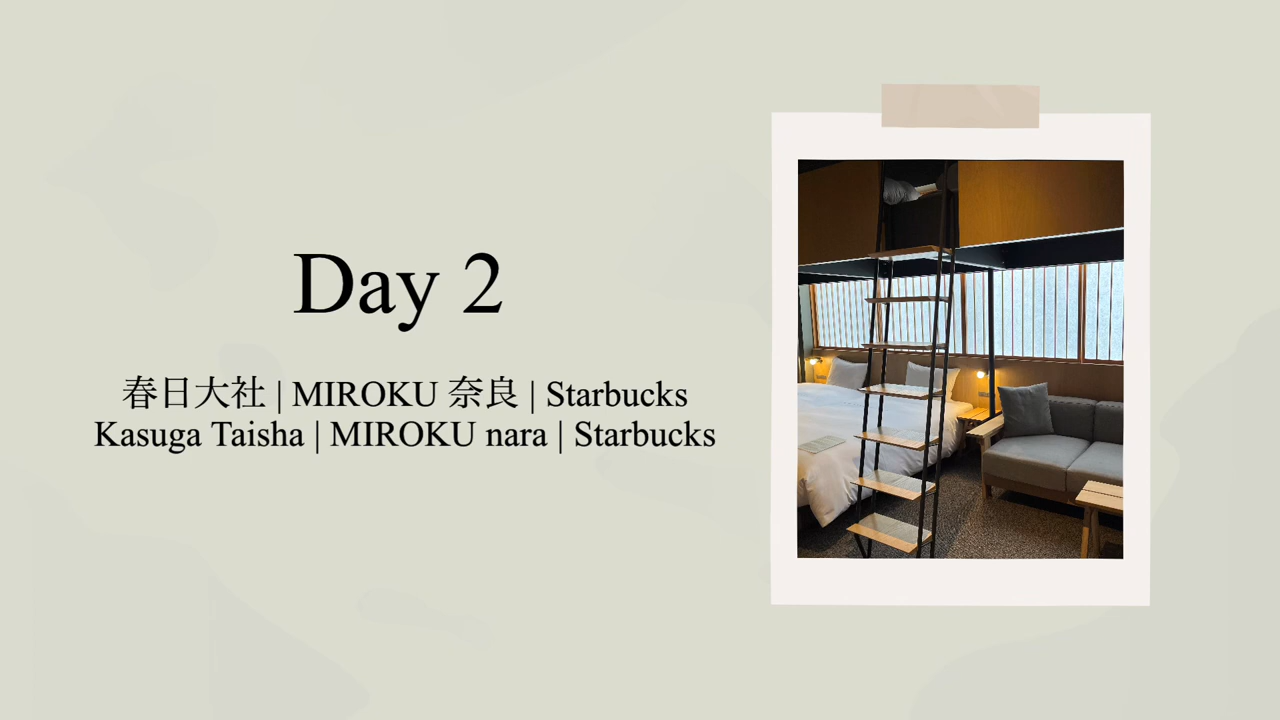 Day 2
春日大社 | MIROKU 奈良 | Starbucks
Kasuga Taisha | MIROKU nara | Starbucks